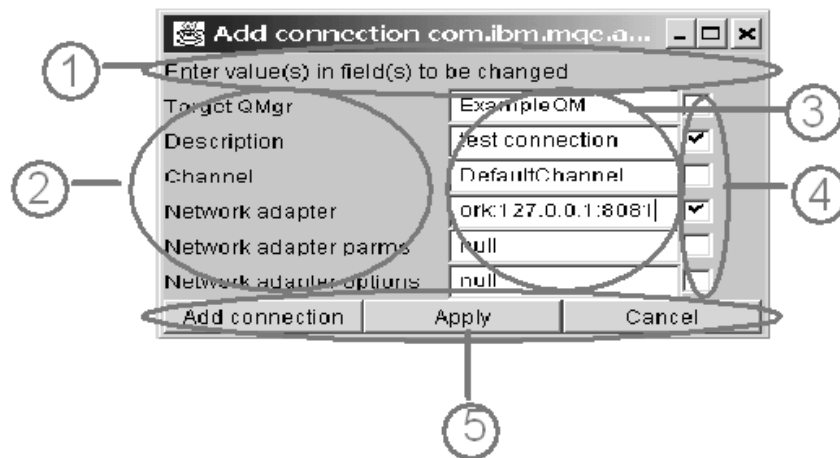 Add connection com.ibm.mqe.a...
1
Enter value(s) in field(s) to be changed
Target QMgr ExampleQM
3
Description test connection
2
Channel DefaultChannel
4
Network adapter ork:127.0.0.1:8081
Network adapter parms null
Network adapter options null
Add connection Apply Cancel
5